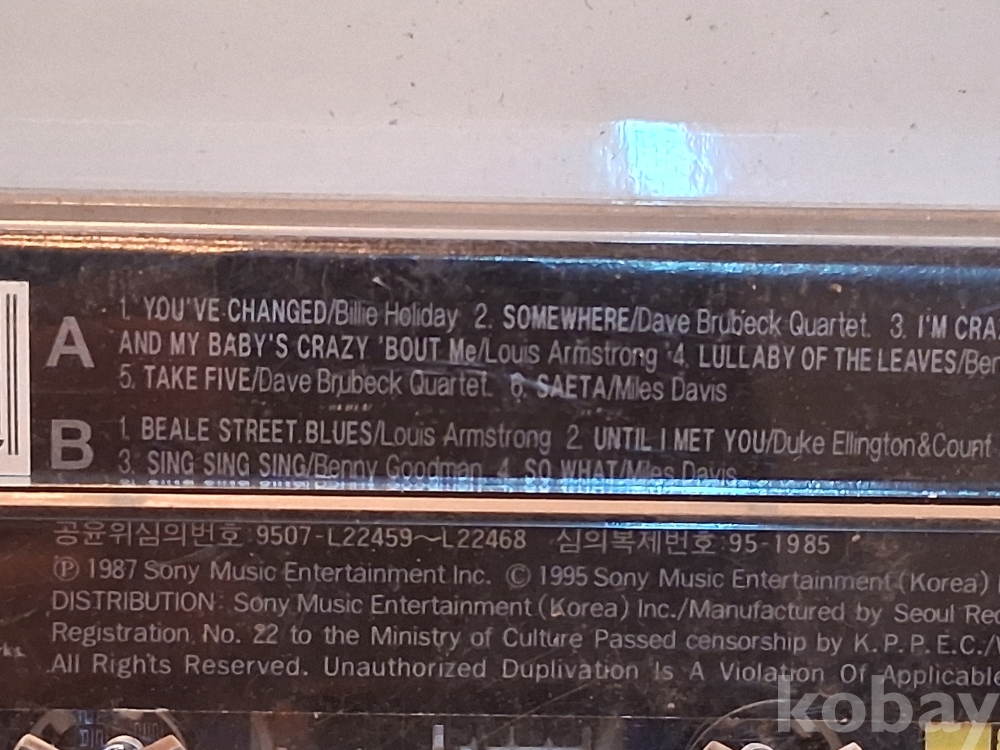 A
1. YOU'VE CHANGED/Billie Holiday 2. SOMEWHERE/Dave Brubeck Quartet. 3. I'M CRA
AND MY BABY'S CRAZY 'BOUT Me/Louis Armstrong 4. LULLABY OF THE LEAVES/Ber
5. TAKE FIVE/Dave Brubeck Quartet. 6. SAETA/Miles Davis
B
1. BEALE STREET BLUES/Louis Armstrong 2. UNTIL I MET YOU/Duke Ellington&Count
3. SING SING SING/Benny Goodman 4. SO WHAT/Miles Davis
공윤위심의번호 9507-L22459~L22468 심의복제번호 95-1985
Ⓟ 1987 Sony Music Entertainment Inc. © 1995 Sony Music Entertainment (Korea)
DISTRIBUTION: Sony Music Entertainment (Korea) Inc./Manufactured by Seoul Rec
Registration No. 22 to the Ministry of Culture Passed censorship by K.P.P.E.C./
All Rights Reserved. Unauthorized Duplivation Is A Violation Of Applicable
kobay